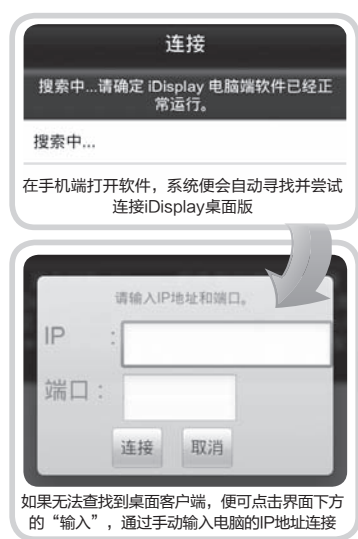 连接
搜索中...请确定 iDisplay 电脑端软件已经正
常运行。
搜索中...
在手机端打开软件，系统便会自动寻找并尝试
连接iDisplay桌面版
请输入IP地址和端口。
IP :
端口 :
连接 取消
如果无法查找到桌面客户端，便可点击界面下方
的“输入”，通过手动输入电脑的IP地址连接